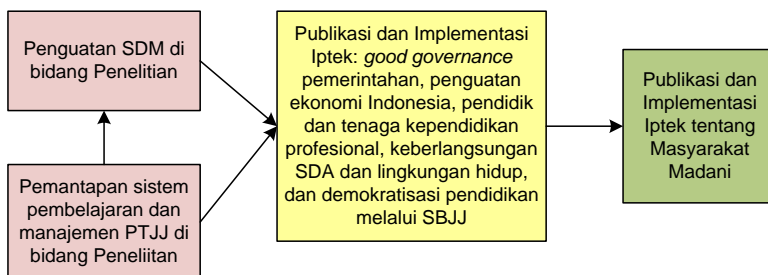 Penguatan SDM di
bidang Penelitian
Pemantapan sistem
pembelajaran dan
manajemen PTJJ di
bidang Peneliitan
Publikasi dan Implementasi
Iptek: good governance
pemerintahan, penguatan
ekonomi Indonesia, pendidik
dan tenaga kependidikan
profesional, keberlangsungan
SDA dan lingkungan hidup,
dan demokratisasi pendidikan
melalui SBJJ
Publikasi dan
Implementasi
Iptek tentang
Masyarakat
Madani